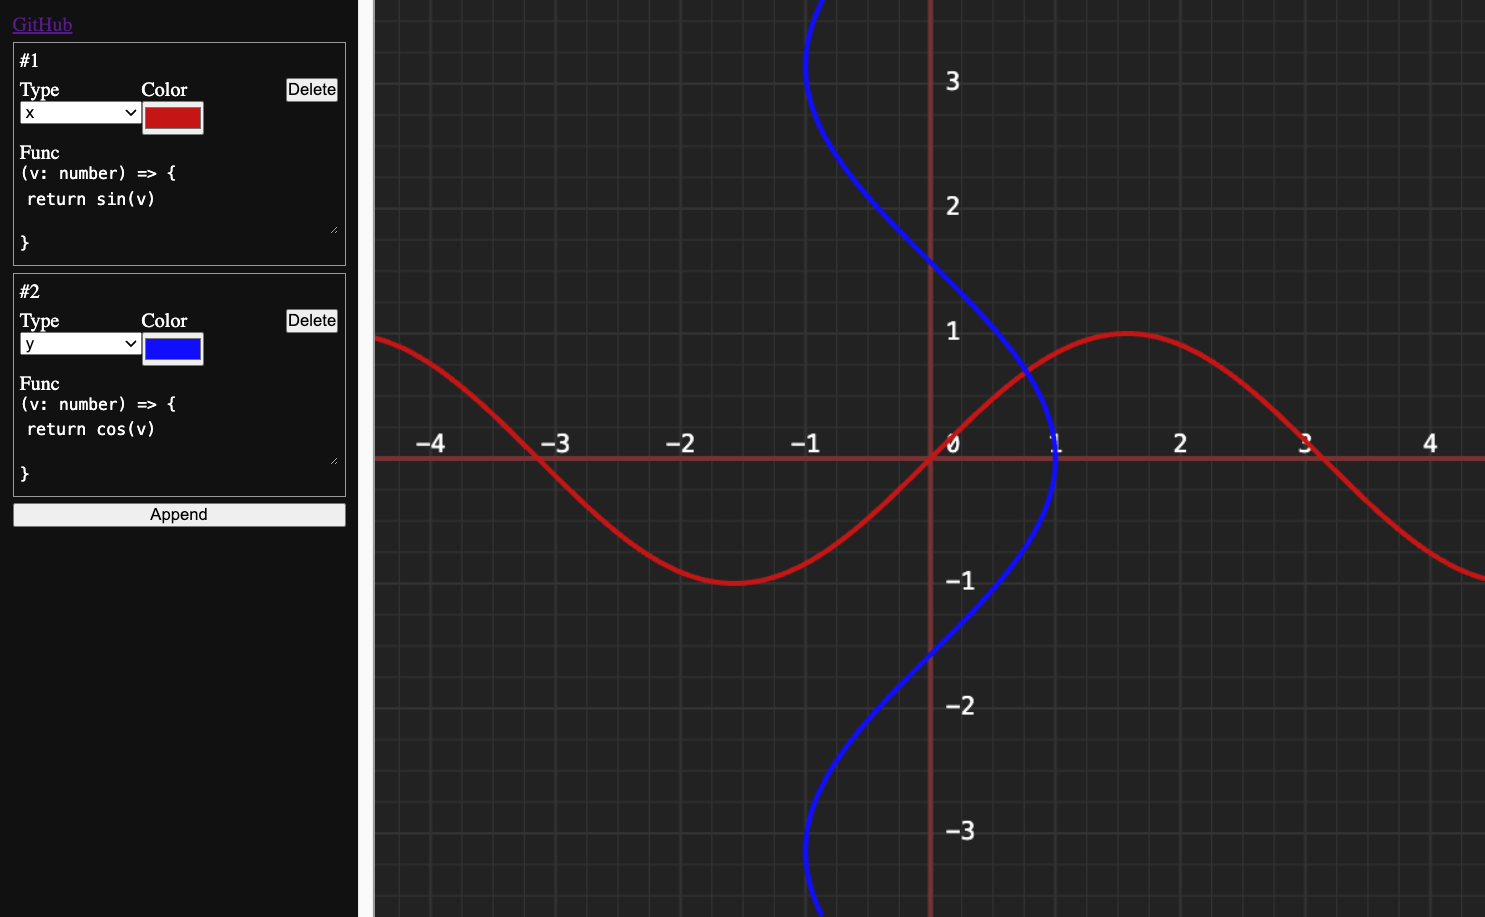 GitHub
#1
Type Color Delete
x
Func
(v: number) => {
return sin(v)
}
#2
Type Color Delete
y
Func
(v: number) => {
return cos(v)
}
Append
3
2
1
−4 −3 −2 −1 0 1 2 3 4
−1
−2
−3